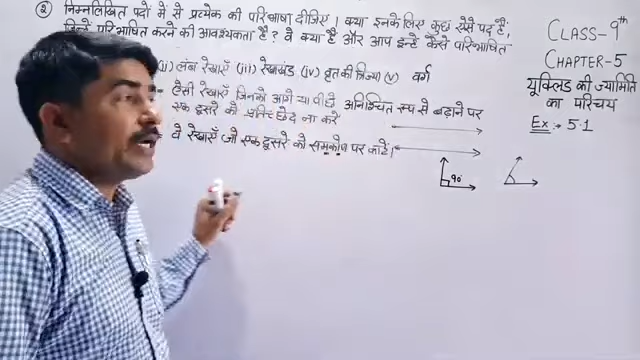 ② निम्नलिखित पदों में से प्रत्येक की परिभाषा दीजिए। क्या इनके लिए कुछ ऐसे पद हैं,
जिन्हें परिभाषित करने की आवश्यकता है? वे क्या हैं और आप इन्हें कैसे परिभाषित
(ii) लंब रेखाएँ (iii) रेखाखंड (iv) वृत की त्रिज्या (v) वर्ग
ऐसी रेखाएँ जिनको आगे या पीछे अनिश्चित रूप से बढ़ाने पर
एक दूसरे को प्रतिच्छेद ना करे
वे रेखाएँ जो एक दूसरे को समकोण पर काटें।
90°
CLASS-9th
CHAPTER-5
यूक्लिड की ज्यामिति
का परिचय
Ex:- 5.1